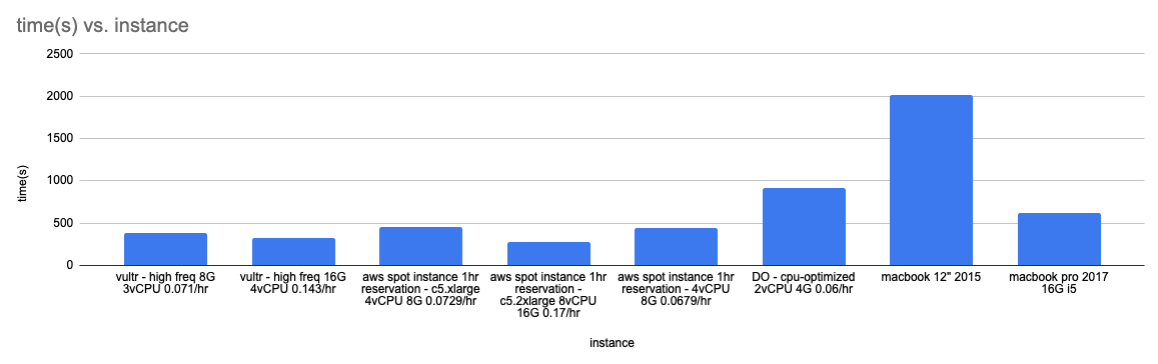 time(s) vs. instance
2500
2000
1500
1000
500
0
time(s)
vultr - high freq 8G
3vCPU 0.071/hr
vultr - high freq 16G
4vCPU 0.143/hr
aws spot instance 1hr
reservation - c5.xlarge
4vCPU 8G 0.0729/hr
aws spot instance 1hr
reservation -
c5.2xlarge 8vCPU
16G 0.17/hr
aws spot instance 1hr
reservation - 4vCPU
8G 0.0679/hr
DO - cpu-optimized
2vCPU 4G 0.06/hr
macbook 12" 2015
macbook pro 2017
16G i5
instance